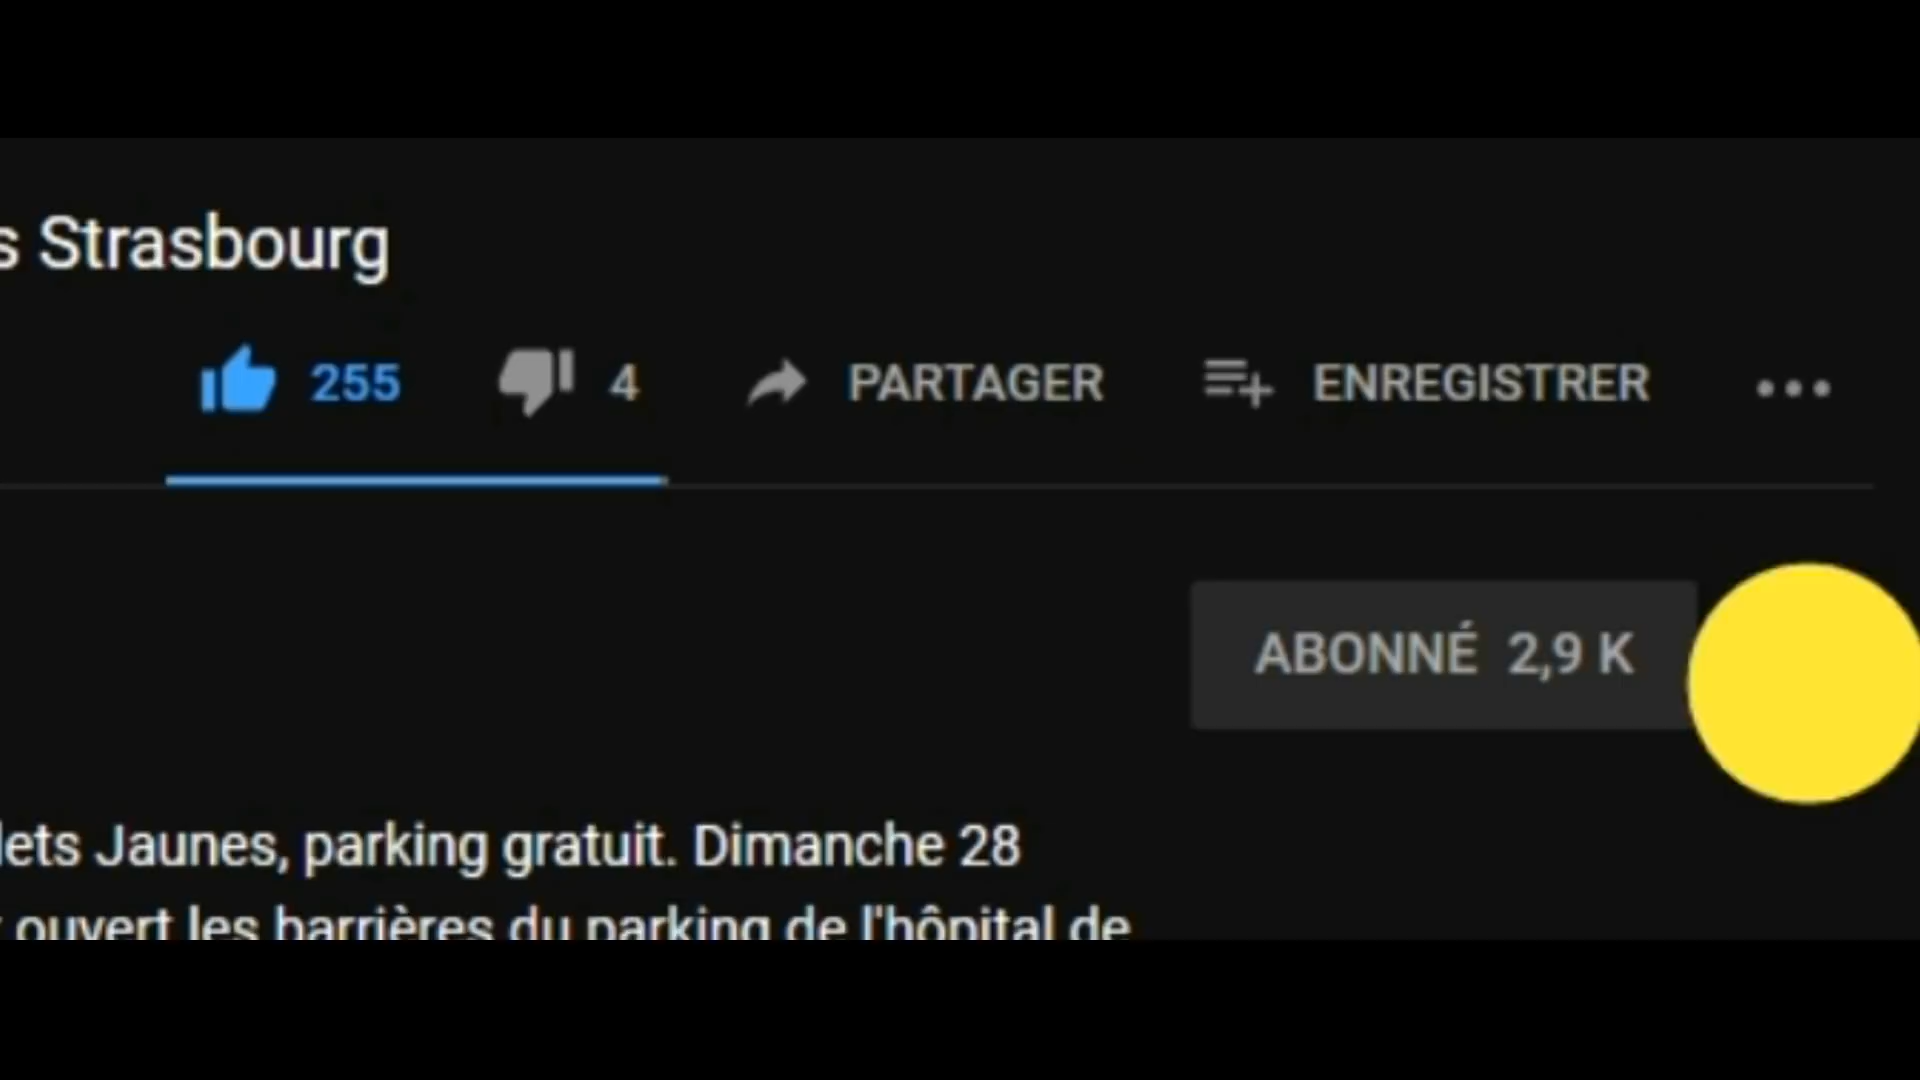 Strasbourg
255 4 PARTAGER ENREGISTRER
ABONNÉ 2,9 K
Jaunes, parking gratuit. Dimanche 28
ouvert les barrières du parking de l'hôpital de